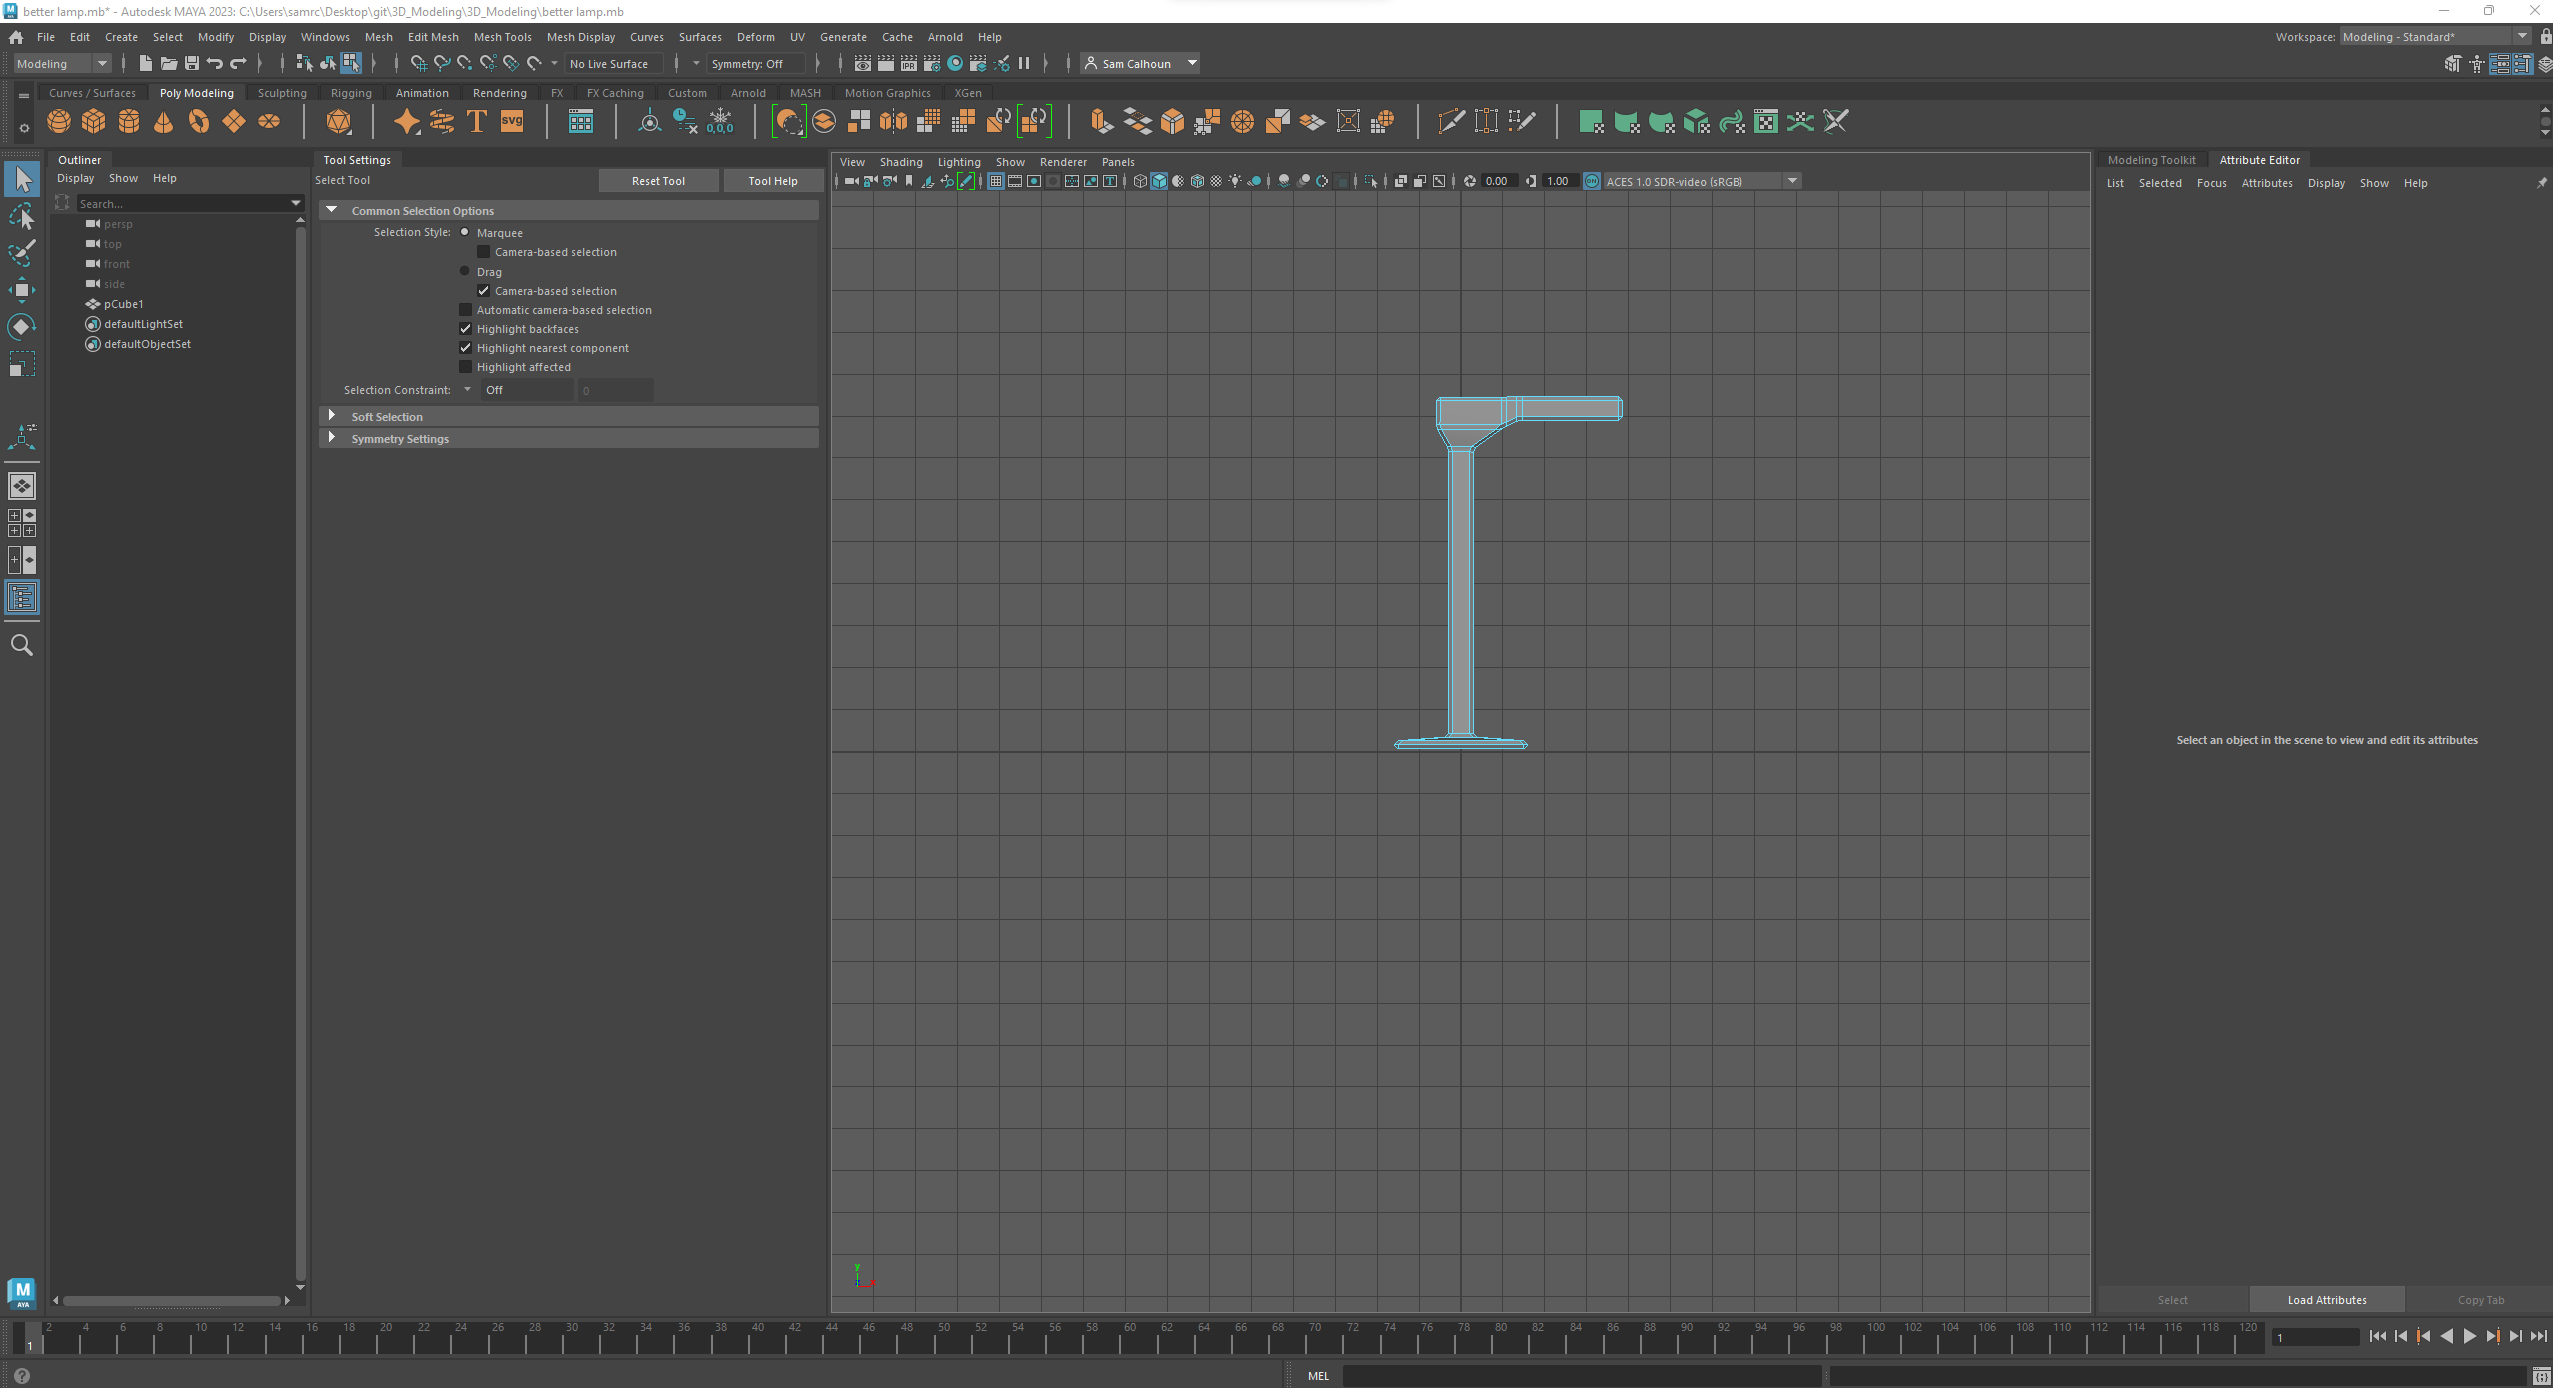 better lamp.mb* - Autodesk MAYA 2023: C:\Users\samrc\Desktop\git\3D_Modeling\3D_Modeling\better lamp.mb
File Edit Create Select Modify Display Windows Mesh Edit Mesh Mesh Tools Mesh Display Curves Surfaces Deform UV Generate Cache Arnold Help
Workspace: Modeling - Standard*
Modeling No Live Surface Symmetry: Off IPR Sam Calhoun
Curves / Surfaces Poly Modeling Sculpting Rigging Animation Rendering FX FX Caching Custom Arnold MASH Motion Graphics XGen
T SVG 0,0,0
Outliner
Display Show Help
Search...
persp
top
front
side
pCube1
defaultLightSet
defaultObjectSet
Tool Settings
Select Tool Reset Tool Tool Help
Common Selection Options
Selection Style: Marquee
Camera-based selection
Drag
Camera-based selection
Automatic camera-based selection
Highlight backfaces
Highlight nearest component
Highlight affected
Selection Constraint: Off 0
Soft Selection
Symmetry Settings
View Shading Lighting Show Renderer Panels
0.00 1.00 ON ACES 1.0 SDR-video (sRGB)
y
x
Modeling Toolkit Attribute Editor
List Selected Focus Attributes Display Show Help
Select an object in the scene to view and edit its attributes
Select Load Attributes Copy Tab
M
AYA
2 4 6 8 10 12 14 16 18 20 22 24 26 28 30 32 34 36 38 40 42 44 46 48 50 52 54 56 58 60 62 64 66 68 70 72 74 76 78 80 82 84 86 88 90 92 94 96 98 100 102 104 106 108 110 112 114 116 118 120
1 1
MEL